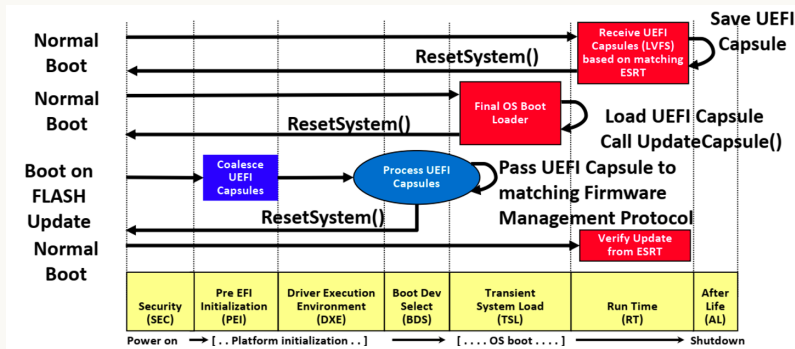 Normal
Boot
Receive UEFI
Capsules (LVFS)
based on matching
ESRT
Save UEFI
Capsule
ResetSystem()
Normal
Boot
Final OS Boot
Loader
Load UEFI Capsule
Call UpdateCapsule()
ResetSystem()
Boot on
FLASH
Update
Coalesce
UEFI
Capsules
Process UEFI
Capsules
Pass UEFI Capsule to
matching Firmware
Management Protocol
ResetSystem()
Normal
Boot
Verify Update
from ESRT
Security
(SEC)
Pre EFI
Initialization
(PEI)
Driver Execution
Environment
(DXE)
Boot Dev
Select
(BDS)
Transient
System Load
(TSL)
Run Time
(RT)
After
Life
(AL)
Power on
[ . . Platform initialization . . ]
[ . . . . OS boot . . . . ]
Shutdown